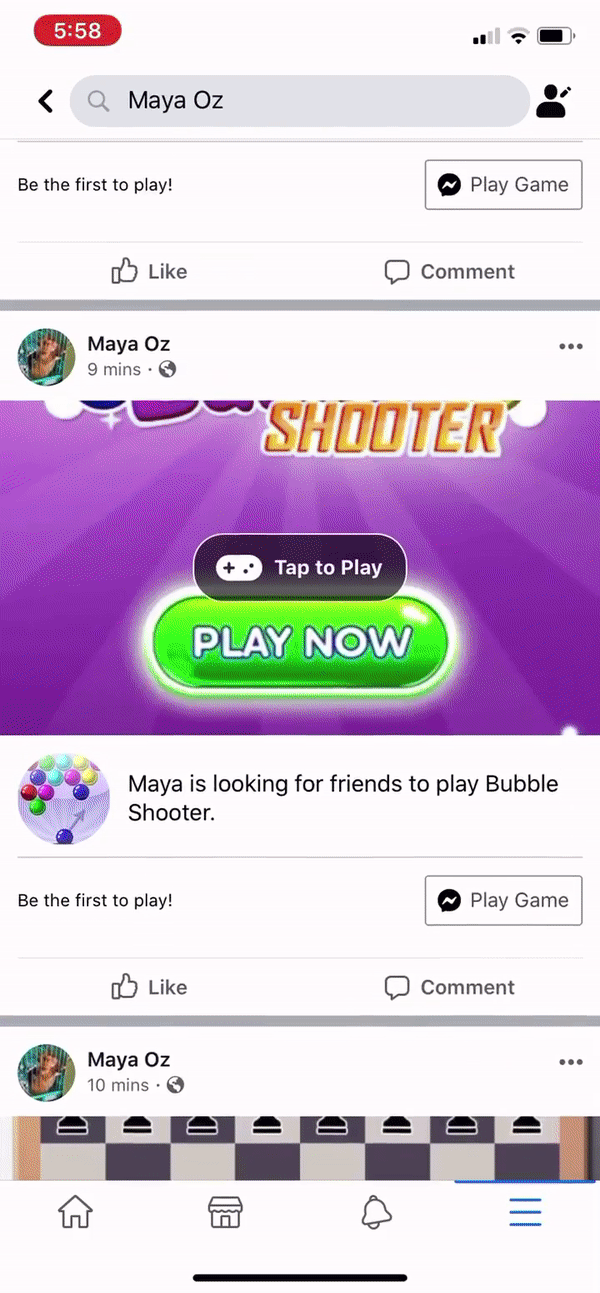 5:58
Maya Oz
Be the first to play!
Play Game
Like
Comment
Maya Oz
9 mins ·
SHOOTER
Tap to Play
PLAY NOW
Maya is looking for friends to play Bubble
Shooter.
Be the first to play!
Play Game
Like
Comment
Maya Oz
10 mins ·